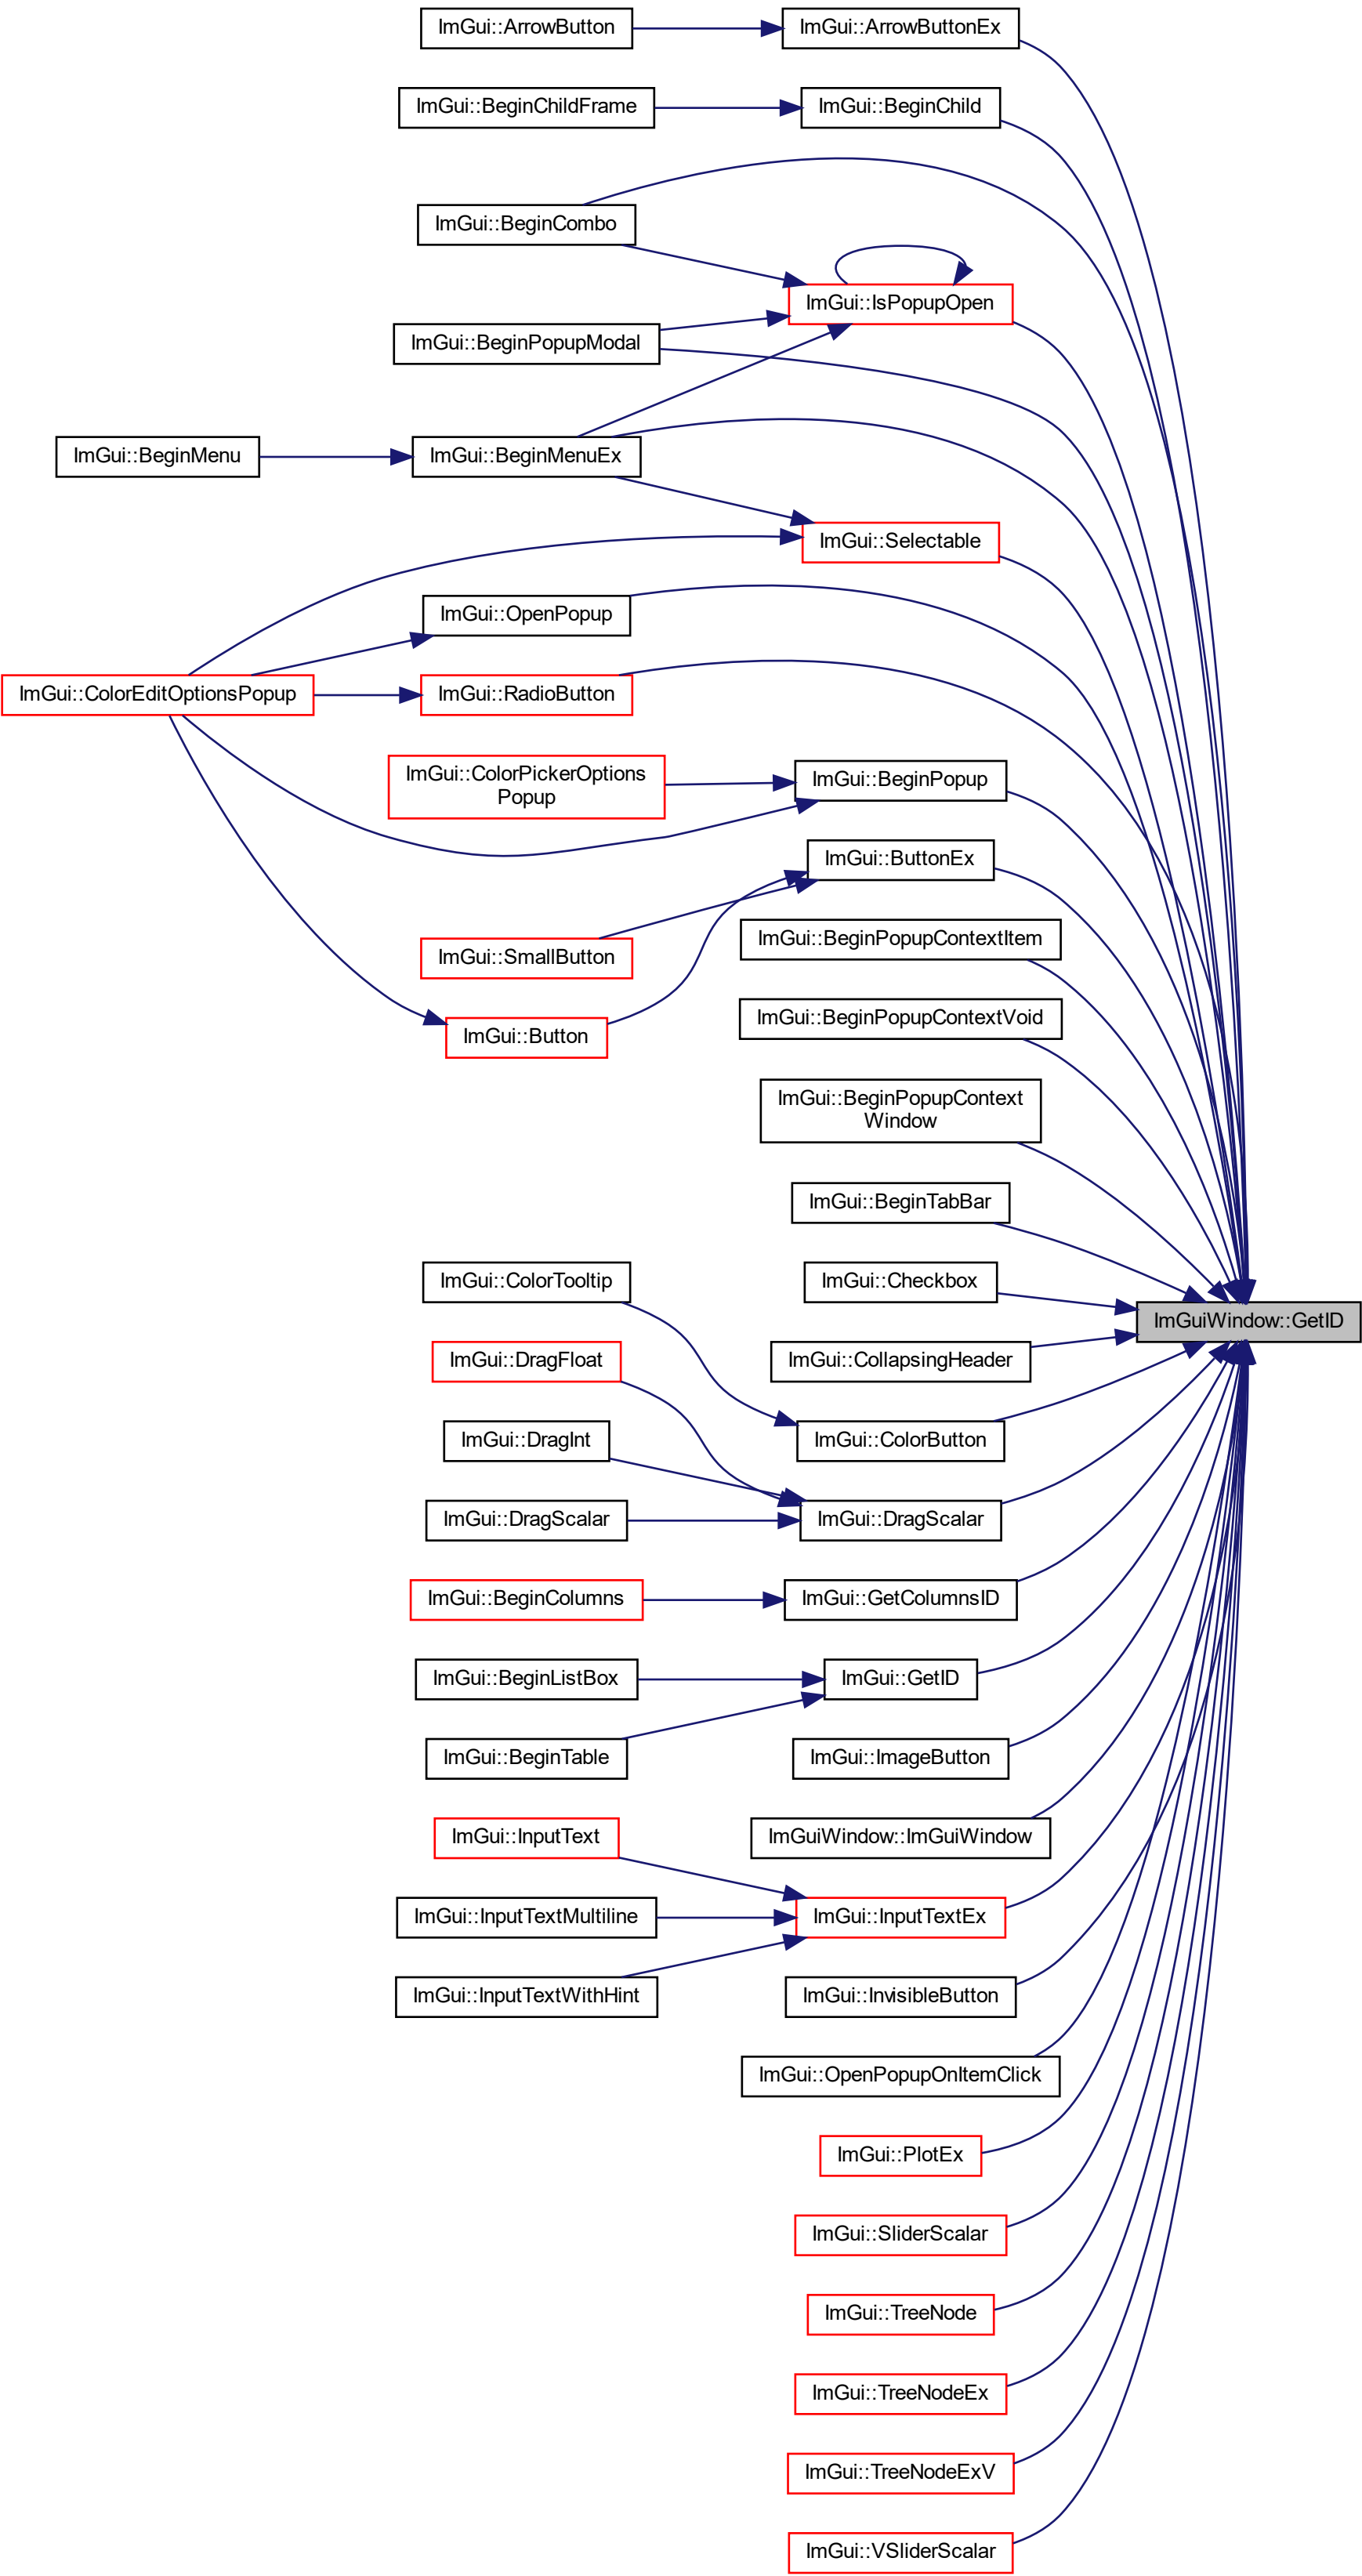 ImGui::ArrowButton
ImGui::ArrowButtonEx
ImGui::BeginChildFrame
ImGui::BeginChild
ImGui::BeginCombo
ImGui::IsPopupOpen
ImGui::BeginPopupModal
ImGui::BeginMenu
ImGui::BeginMenuEx
ImGui::Selectable
ImGui::OpenPopup
ImGui::ColorEditOptionsPopup
ImGui::RadioButton
ImGui::ColorPickerOptions
Popup
ImGui::BeginPopup
ImGui::ButtonEx
ImGui::BeginPopupContextItem
ImGui::SmallButton
ImGui::BeginPopupContextVoid
ImGui::Button
ImGui::BeginPopupContext
Window
ImGui::BeginTabBar
ImGui::ColorTooltip
ImGui::Checkbox
ImGuiWindow::GetID
ImGui::DragFloat
ImGui::CollapsingHeader
ImGui::DragInt
ImGui::ColorButton
ImGui::DragScalar
ImGui::DragScalar
ImGui::BeginColumns
ImGui::GetColumnsID
ImGui::BeginListBox
ImGui::GetID
ImGui::BeginTable
ImGui::ImageButton
ImGui::InputText
ImGuiWindow::ImGuiWindow
ImGui::InputTextMultiline
ImGui::InputTextEx
ImGui::InputTextWithHint
ImGui::InvisibleButton
ImGui::OpenPopupOnItemClick
ImGui::PlotEx
ImGui::SliderScalar
ImGui::TreeNode
ImGui::TreeNodeEx
ImGui::TreeNodeExV
ImGui::VSliderScalar